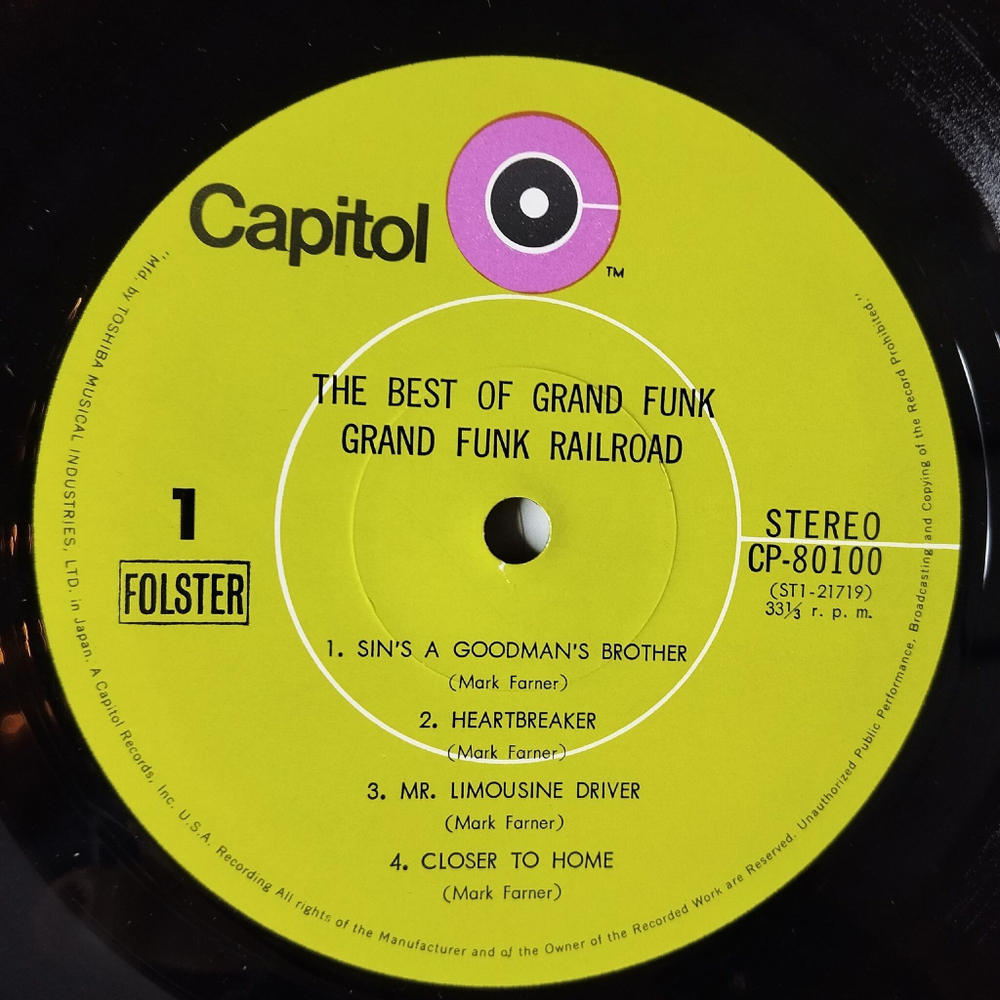 Capitol
TM
THE BEST OF GRAND FUNK
GRAND FUNK RAILROAD
1
FOLSTER
STEREO
CP-80100
(ST1-21719)
33⅓ r. p. m.
1. SIN'S A GOODMAN'S BROTHER
(Mark Farner)
2. HEARTBREAKER
(Mark Farner)
3. MR. LIMOUSINE DRIVER
(Mark Farner)
4. CLOSER TO HOME
(Mark Farner)
"Mfd. by TOSHIBA MUSICAL INDUSTRIES, LTD. in Japan. A Capitol Records, Inc. U.S.A. Recording All rights of the Manufacturer and of the Owner of the Recorded Work are Reserved. Unauthorized Public Performance, Broadcasting and Copying of the Record Prohibited."